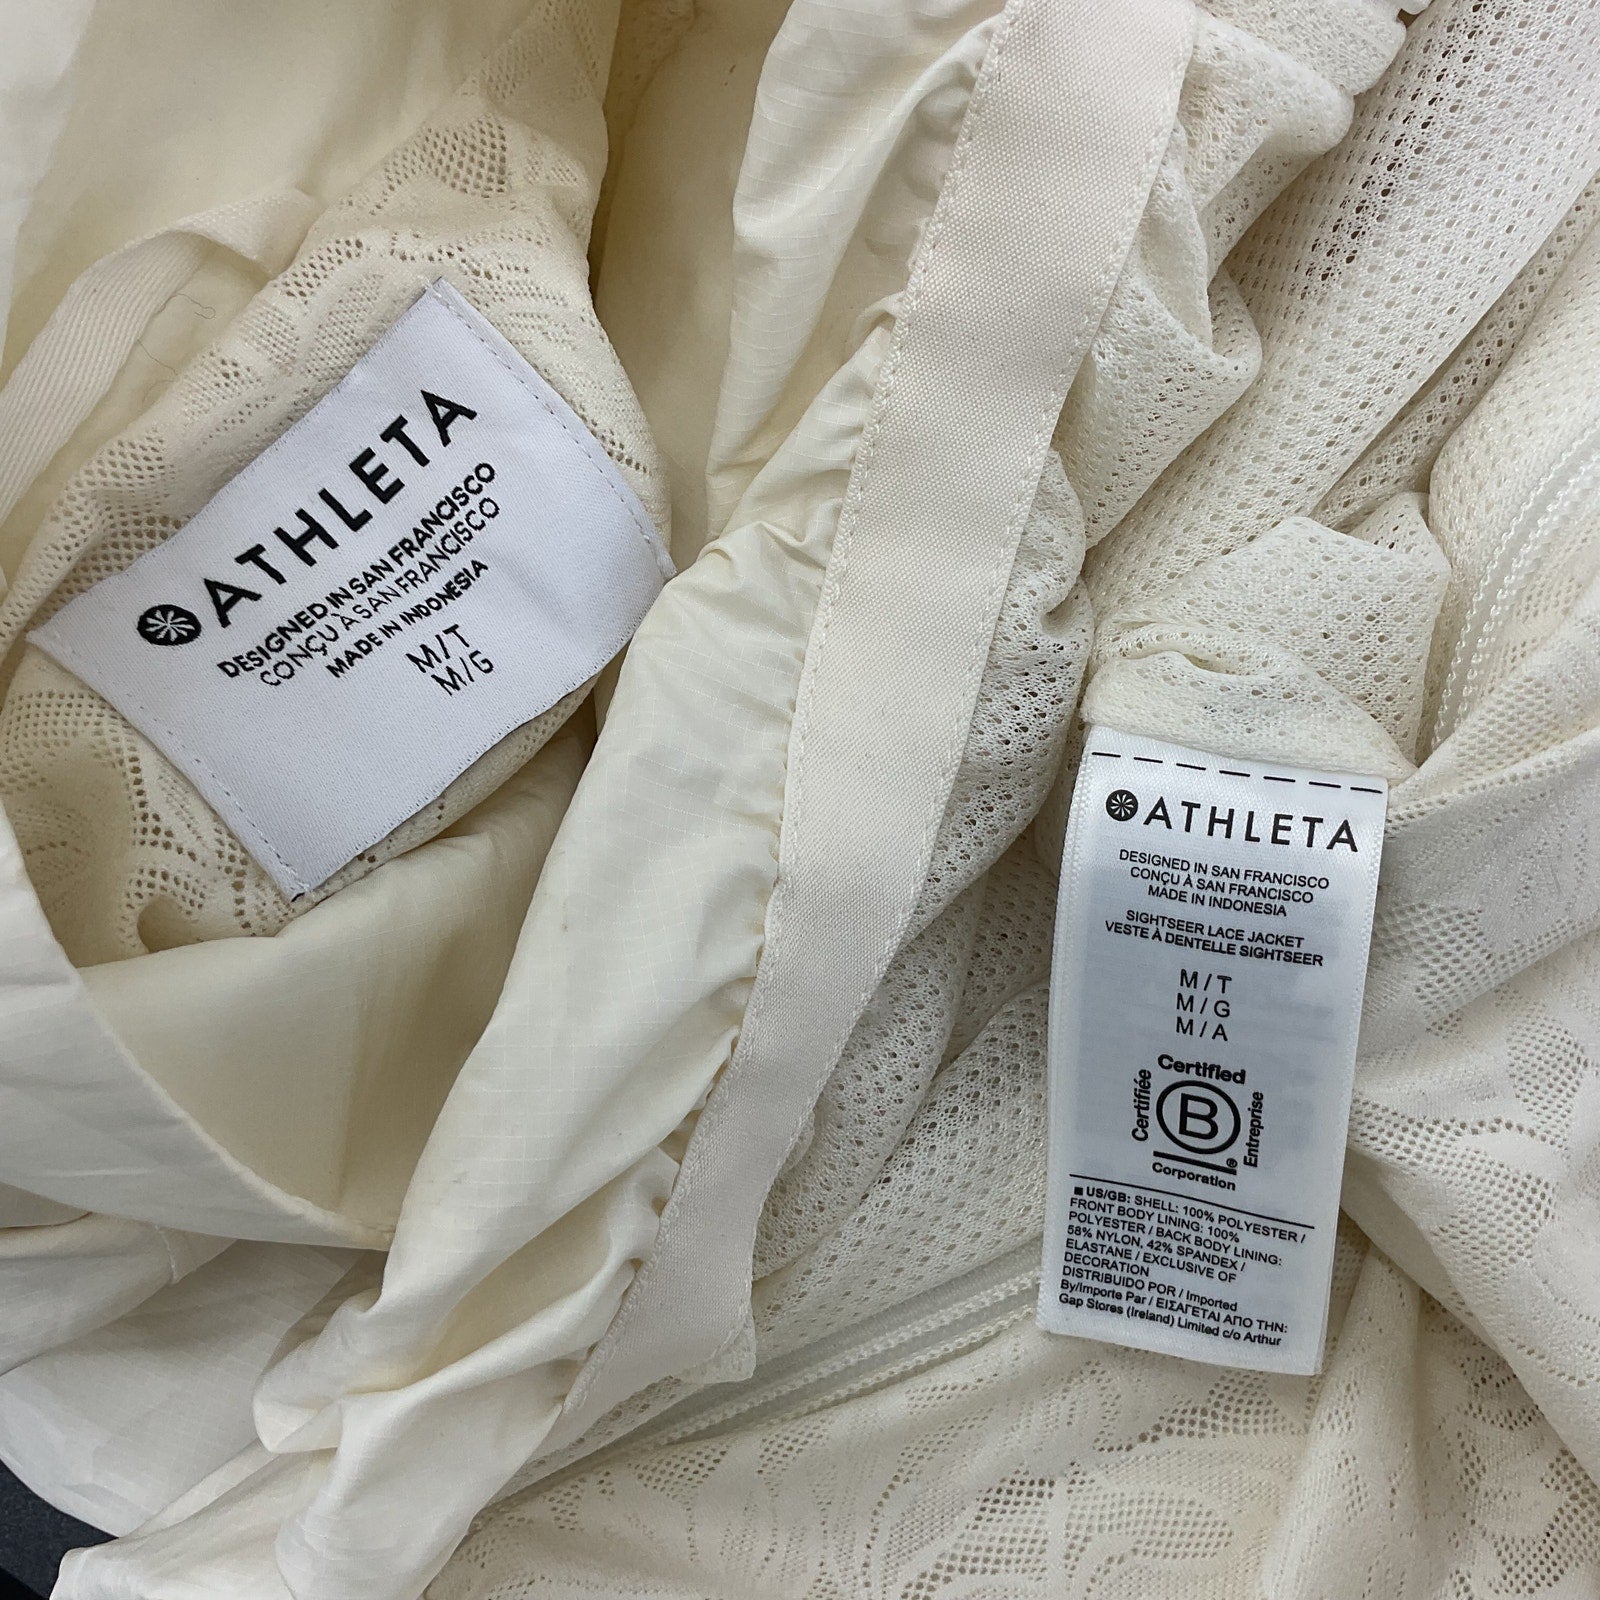 ATHLETA
DESIGNED IN SAN FRANCISCO
CONÇU À SAN FRANCISCO
MADE IN INDONESIA
M/T
M/G
ATHLETA
DESIGNED IN SAN FRANCISCO
CONÇU À SAN FRANCISCO
MADE IN INDONESIA
SIGHTSEER LACE JACKET
VESTE À DENTELLE SIGHTSEER
M/T
M/G
M/A
Certified
Certifiée
B
Entreprise
®
Corporation
■ US/GB: SHELL: 100% POLYESTER
FRONT BODY LINING: 100%
POLYESTER / BACK BODY LINING:
58% NYLON, 42% SPANDEX /
ELASTANE / EXCLUSIVE OF
DECORATION
DISTRIBUIDO POR / Imported
By/Importe Par / ΕΙΣΑΓΕΤΑΙ ΑΠΟ ΤΗΝ:
Gap Stores (Ireland) Limited c/o Arthur